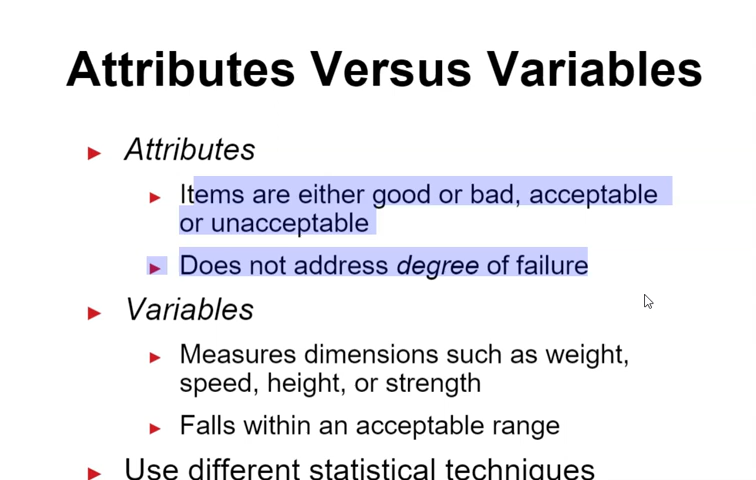 Attributes Versus Variables
Attributes
Items are either good or bad, acceptable
or unacceptable
Does not address degree of failure
Variables
Measures dimensions such as weight,
speed, height, or strength
Falls within an acceptable range
Use different statistical techniques